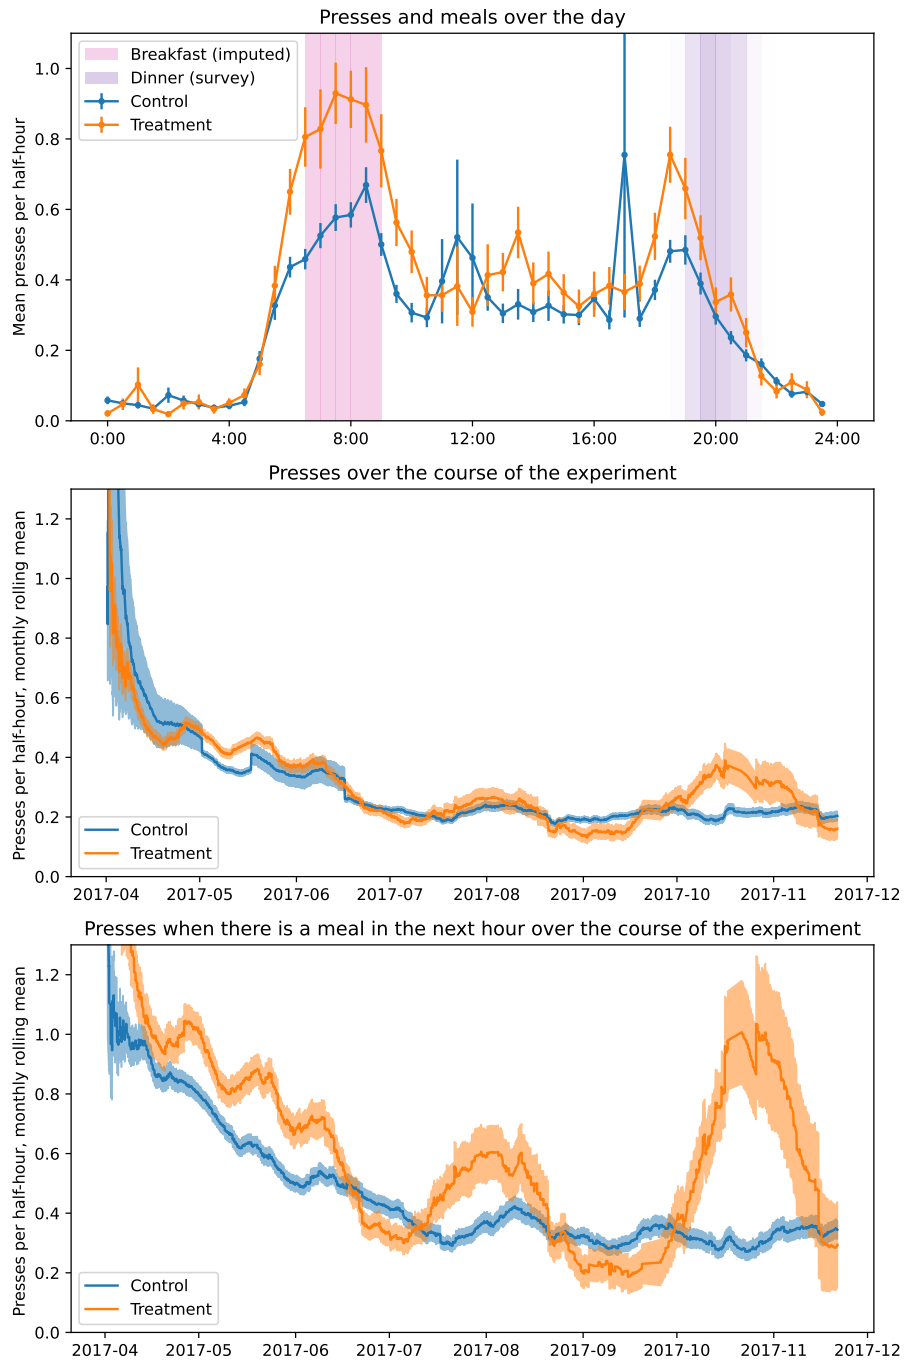 Presses and meals over the day
Mean presses per half-hour
1.0
0.8
0.6
0.4
0.2
0.0
Breakfast (imputed)
Dinner (survey)
Control
Treatment
0:00 4:00 8:00 12:00 16:00 20:00 24:00
Presses over the course of the experiment
Presses per half-hour, monthly rolling mean
1.2
1.0
0.8
0.6
0.4
0.2
0.0
Control
Treatment
2017-04 2017-05 2017-06 2017-07 2017-08 2017-09 2017-10 2017-11 2017-12
Presses when there is a meal in the next hour over the course of the experiment
Presses per half-hour, monthly rolling mean
1.2
1.0
0.8
0.6
0.4
0.2
0.0
Control
Treatment
2017-04 2017-05 2017-06 2017-07 2017-08 2017-09 2017-10 2017-11 2017-12